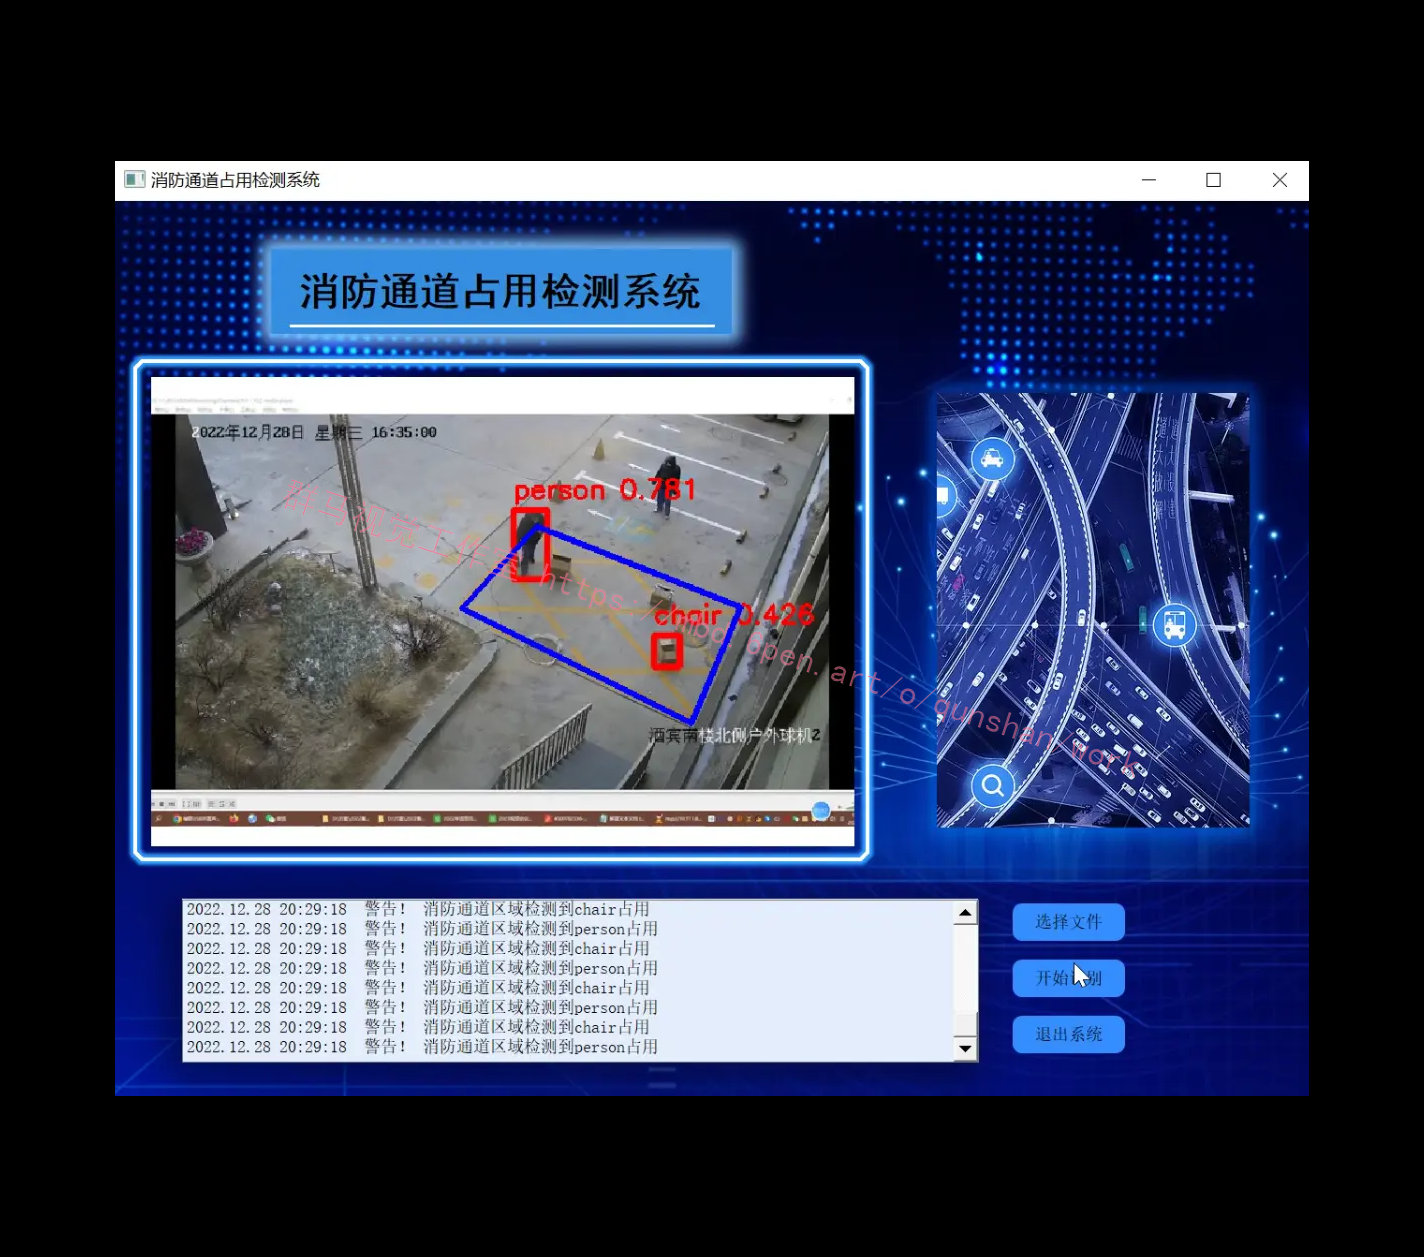 消防通道占用检测系统
消防通道占用检测系统
2022年12月28日 星期三 16:35:00
person 0.781
chair 0.426
酒宾南楼北侧户外球机2
2022.12.28 20:29:18 警告! 消防通道区域检测到chair占用
2022.12.28 20:29:18 警告! 消防通道区域检测到person占用
2022.12.28 20:29:18 警告! 消防通道区域检测到chair占用
2022.12.28 20:29:18 警告! 消防通道区域检测到person占用
2022.12.28 20:29:18 警告! 消防通道区域检测到chair占用
2022.12.28 20:29:18 警告! 消防通道区域检测到person占用
2022.12.28 20:29:18 警告! 消防通道区域检测到chair占用
2022.12.28 20:29:18 警告! 消防通道区域检测到person占用
选择文件
开始识别
退出系统